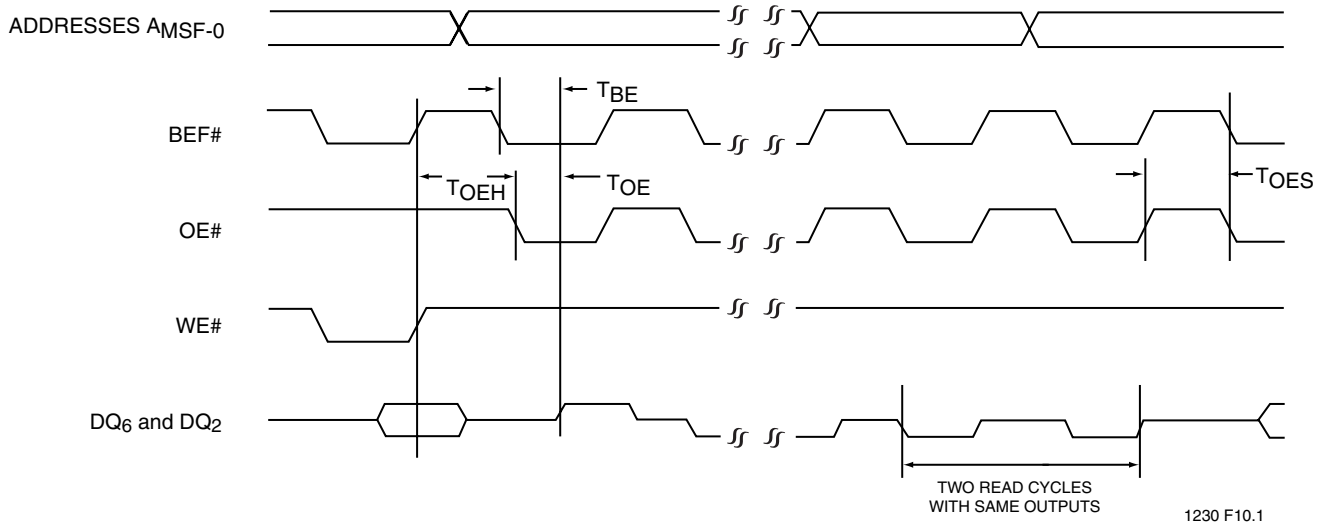 ADDRESSES AMSF-0
TBE
BEF#
TOEH
TOE
TOES
OE#
WE#
DQ6 and DQ2
TWO READ CYCLES
WITH SAME OUTPUTS
1230 F10.1